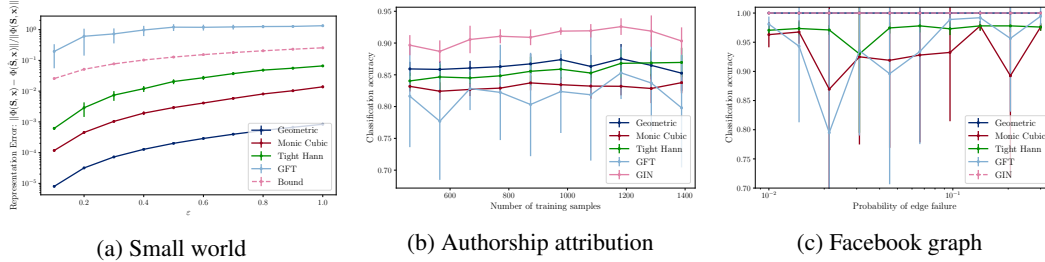 Representation Error: ||Φ(S, x) − Φ(Ŝ, x)||/||Φ(S, x)||
10⁰
10⁻¹
10⁻²
10⁻³
10⁻⁴
10⁻⁵
0.2
0.4
0.6
0.8
1.0
ε
Geometric
Monic Cubic
Tight Hann
GFT
Bound
(a) Small world
Classification accuracy
0.95
0.90
0.85
0.80
0.75
0.70
400
600
800
1000
1200
1400
Number of training samples
Geometric
Monic Cubic
Tight Hann
GFT
GIN
(b) Authorship attribution
Classification accuracy
1.00
0.95
0.90
0.85
0.80
0.75
0.70
10⁻²
10⁻¹
Probability of edge failure
Geometric
Monic Cubic
Tight Hann
GFT
GIN
(c) Facebook graph